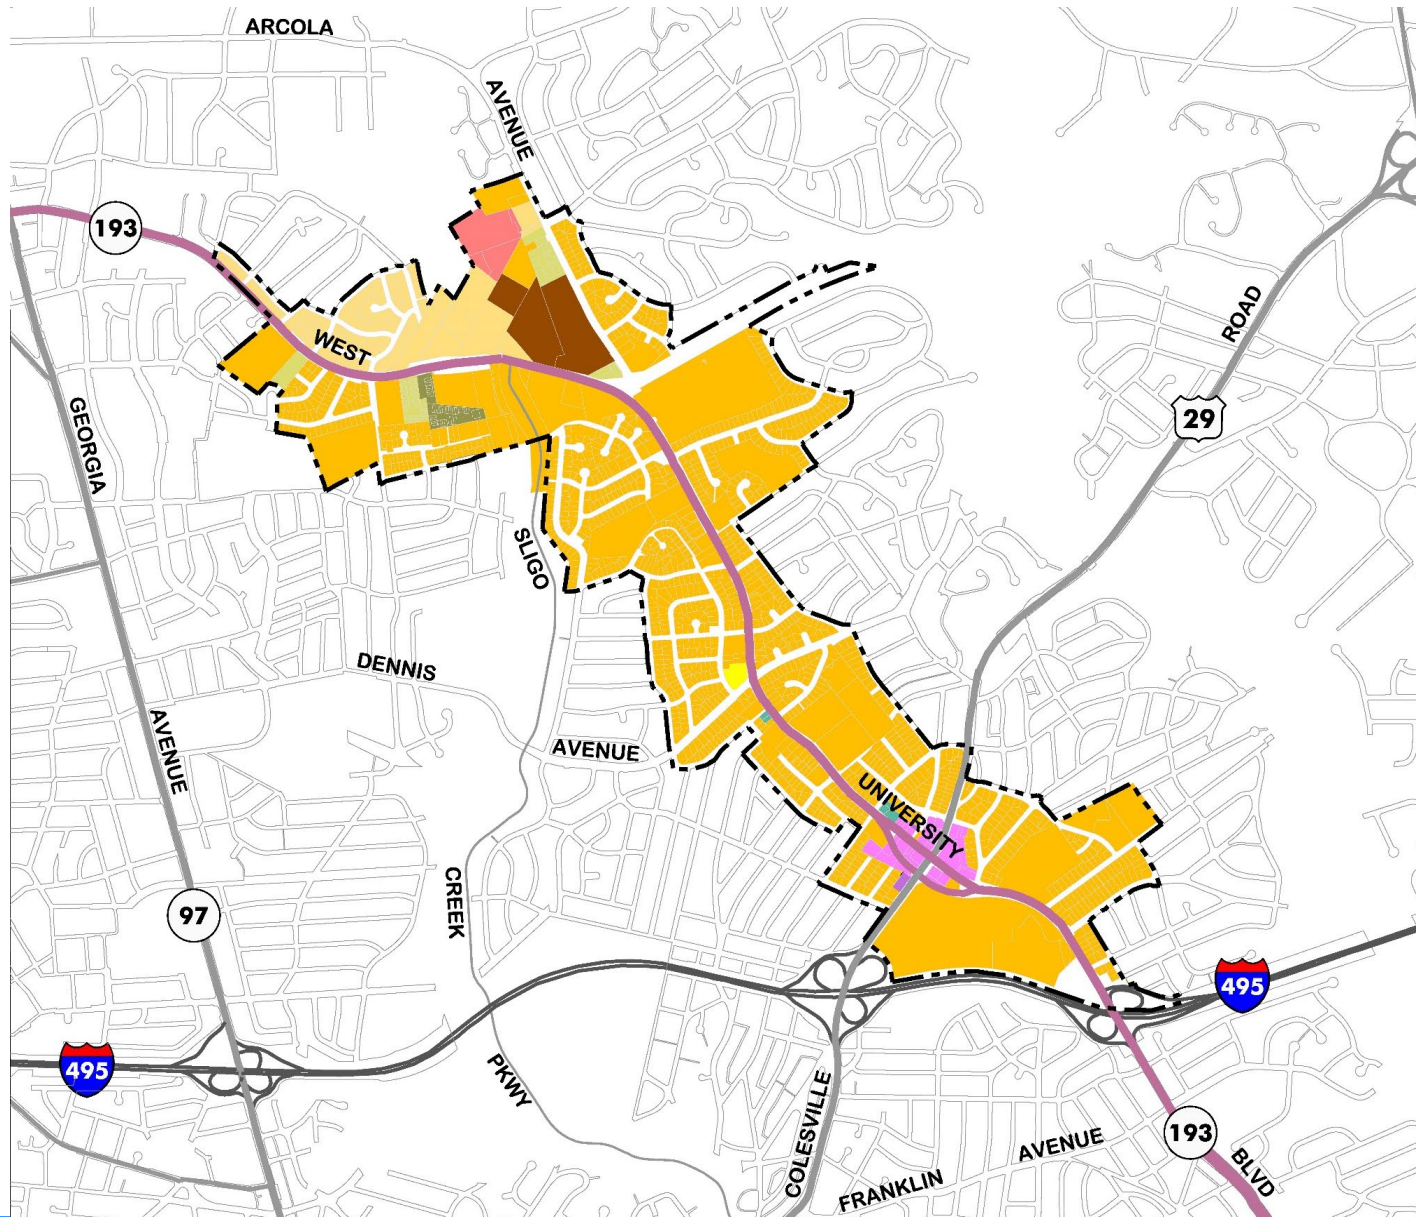 ARCOLA
AVENUE
193
WEST
ROAD
29
GEORGIA
SLIGO
DENNIS
AVENUE
AVENUE
UNIVERSITY
CREEK
97
495
495
PKWY
COLESVILLE
193
AVENUE
BLVD
FRANKLIN